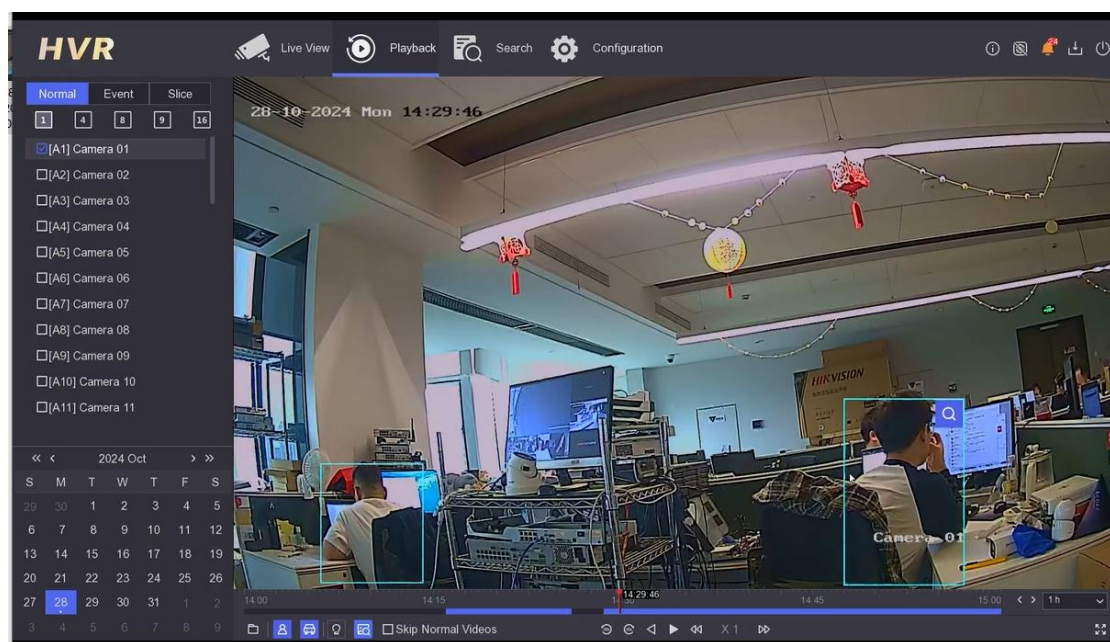 HVR
Live View
Playback
Search
Configuration
24
Normal
Event
Slice
1
4
8
9
16
[A1] Camera 01
[A2] Camera 02
[A3] Camera 03
[A4] Camera 04
[A5] Camera 05
[A6] Camera 06
[A7] Camera 07
[A8] Camera 08
[A9] Camera 09
[A10] Camera 10
[A11] Camera 11
2024 Oct
S M T W T F S
29 30 1 2 3 4 5
6 7 8 9 10 11 12
13 14 15 16 17 18 19
20 21 22 23 24 25 26
27 28 29 30 31 1 2
3 4 5 6 7 8 9
28-10-2024 Mon 14:29:46
HIKVISION
Camera 01
14:29:46
14:00
14:15
14:30
14:45
15:00
1 h
Skip Normal Videos
X 1